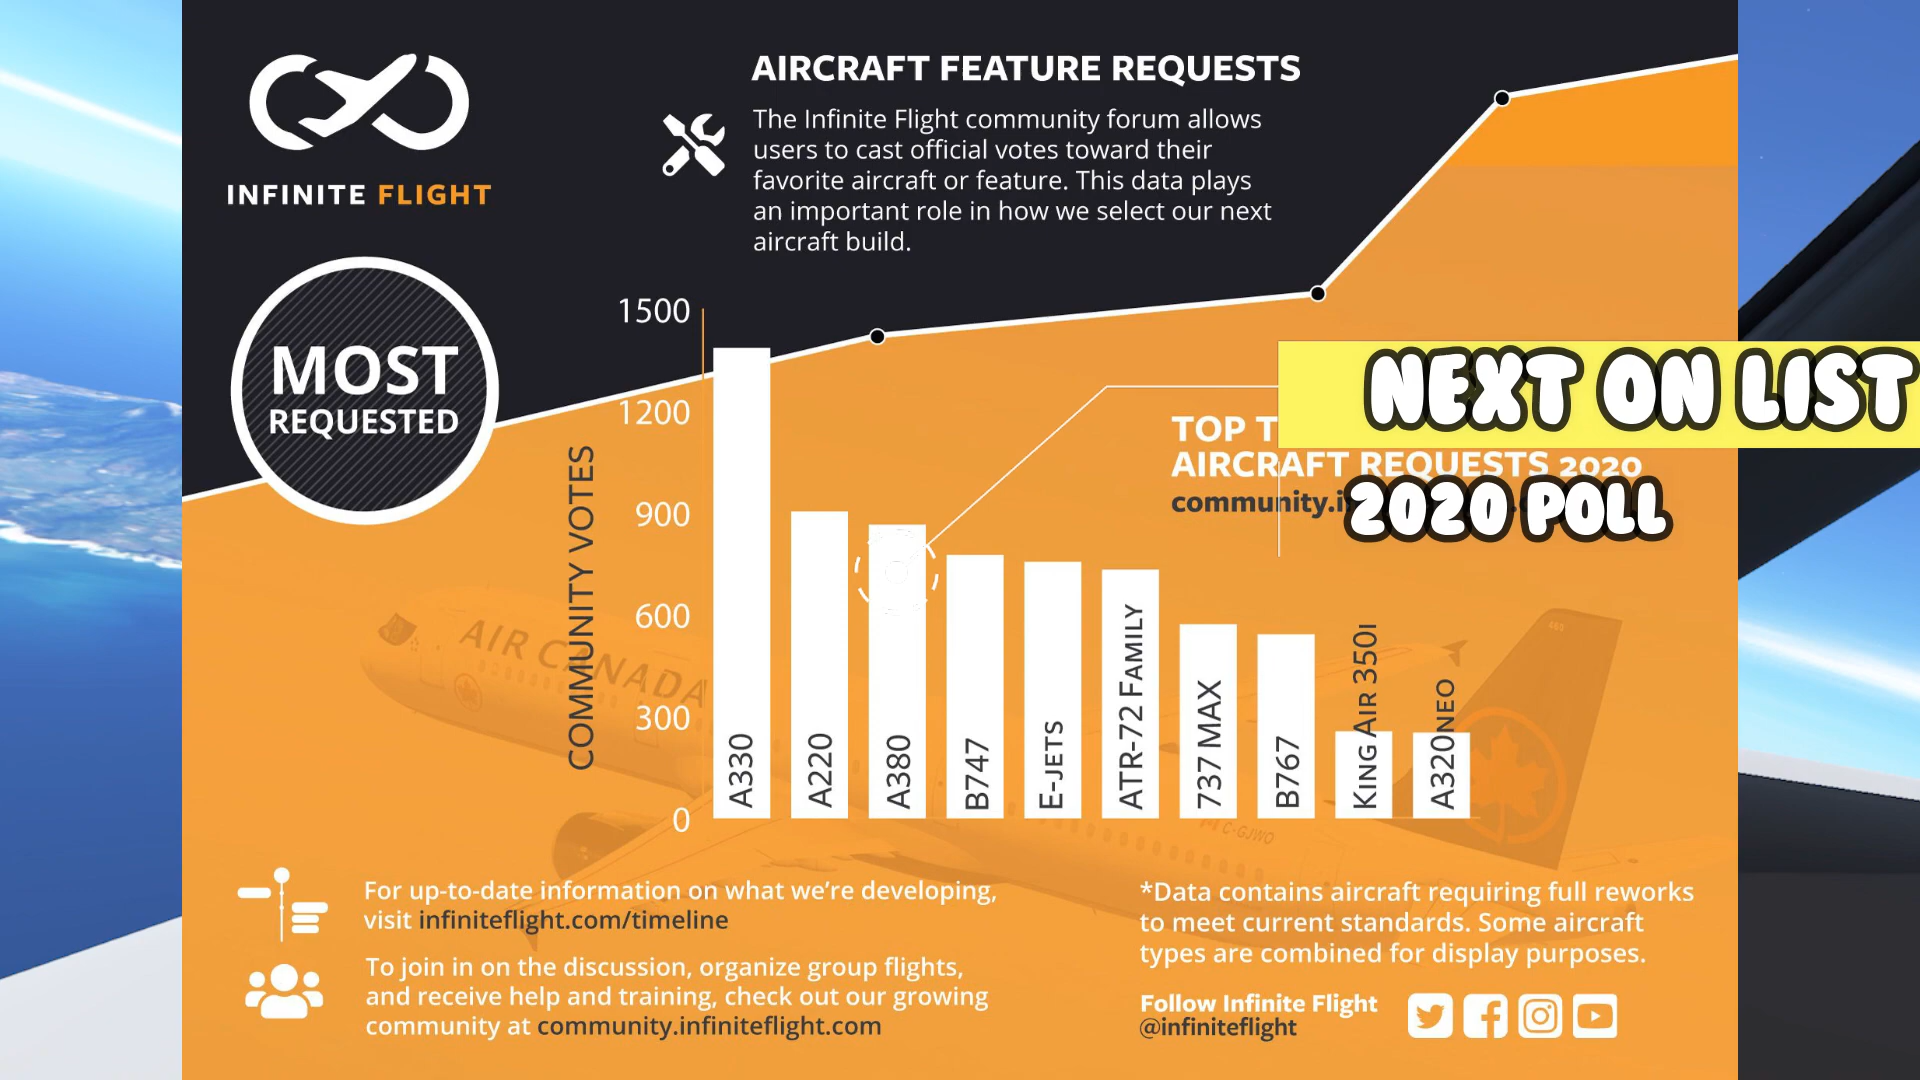 INFINITE FLIGHT
AIRCRAFT FEATURE REQUESTS
The Infinite Flight community forum allows
users to cast official votes toward their
favorite aircraft or feature. This data plays
an important role in how we select our next
aircraft build.
MOST
REQUESTED
COMMUNITY VOTES
1500
1200
900
600
300
0
A330
A220
A380
B747
E-JETS
ATR-72 FAMILY
737 MAX
B767
KING AIR 350I
A320NEO
TOP
AIRCRAFT REQUESTS 2020
NEXT ON LIST
2020 POLL
AIR CANADA
C-GJWO
For up-to-date information on what we're developing,
visit infiniteflight.com/timeline
To join in on the discussion, organize group flights,
and receive help and training, check out our growing
community at community.infiniteflight.com
*Data contains aircraft requiring full reworks
to meet current standards. Some aircraft
types are combined for display purposes.
Follow Infinite Flight
@infiniteflight